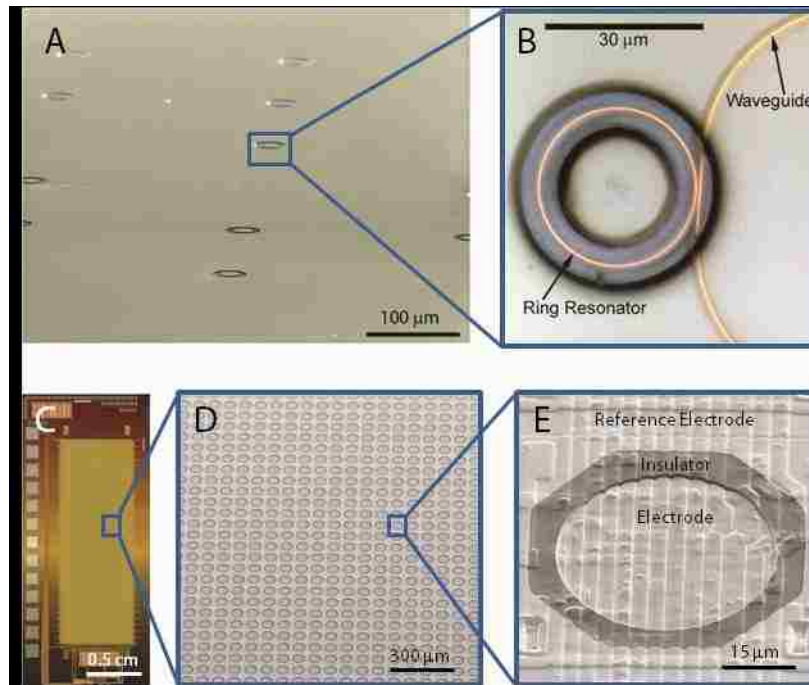 A
100 µm
B
30 µm
Waveguide
Ring Resonator
C
0.5 cm
D
300 µm
E
Reference Electrode
Insulator
Electrode
15 µm